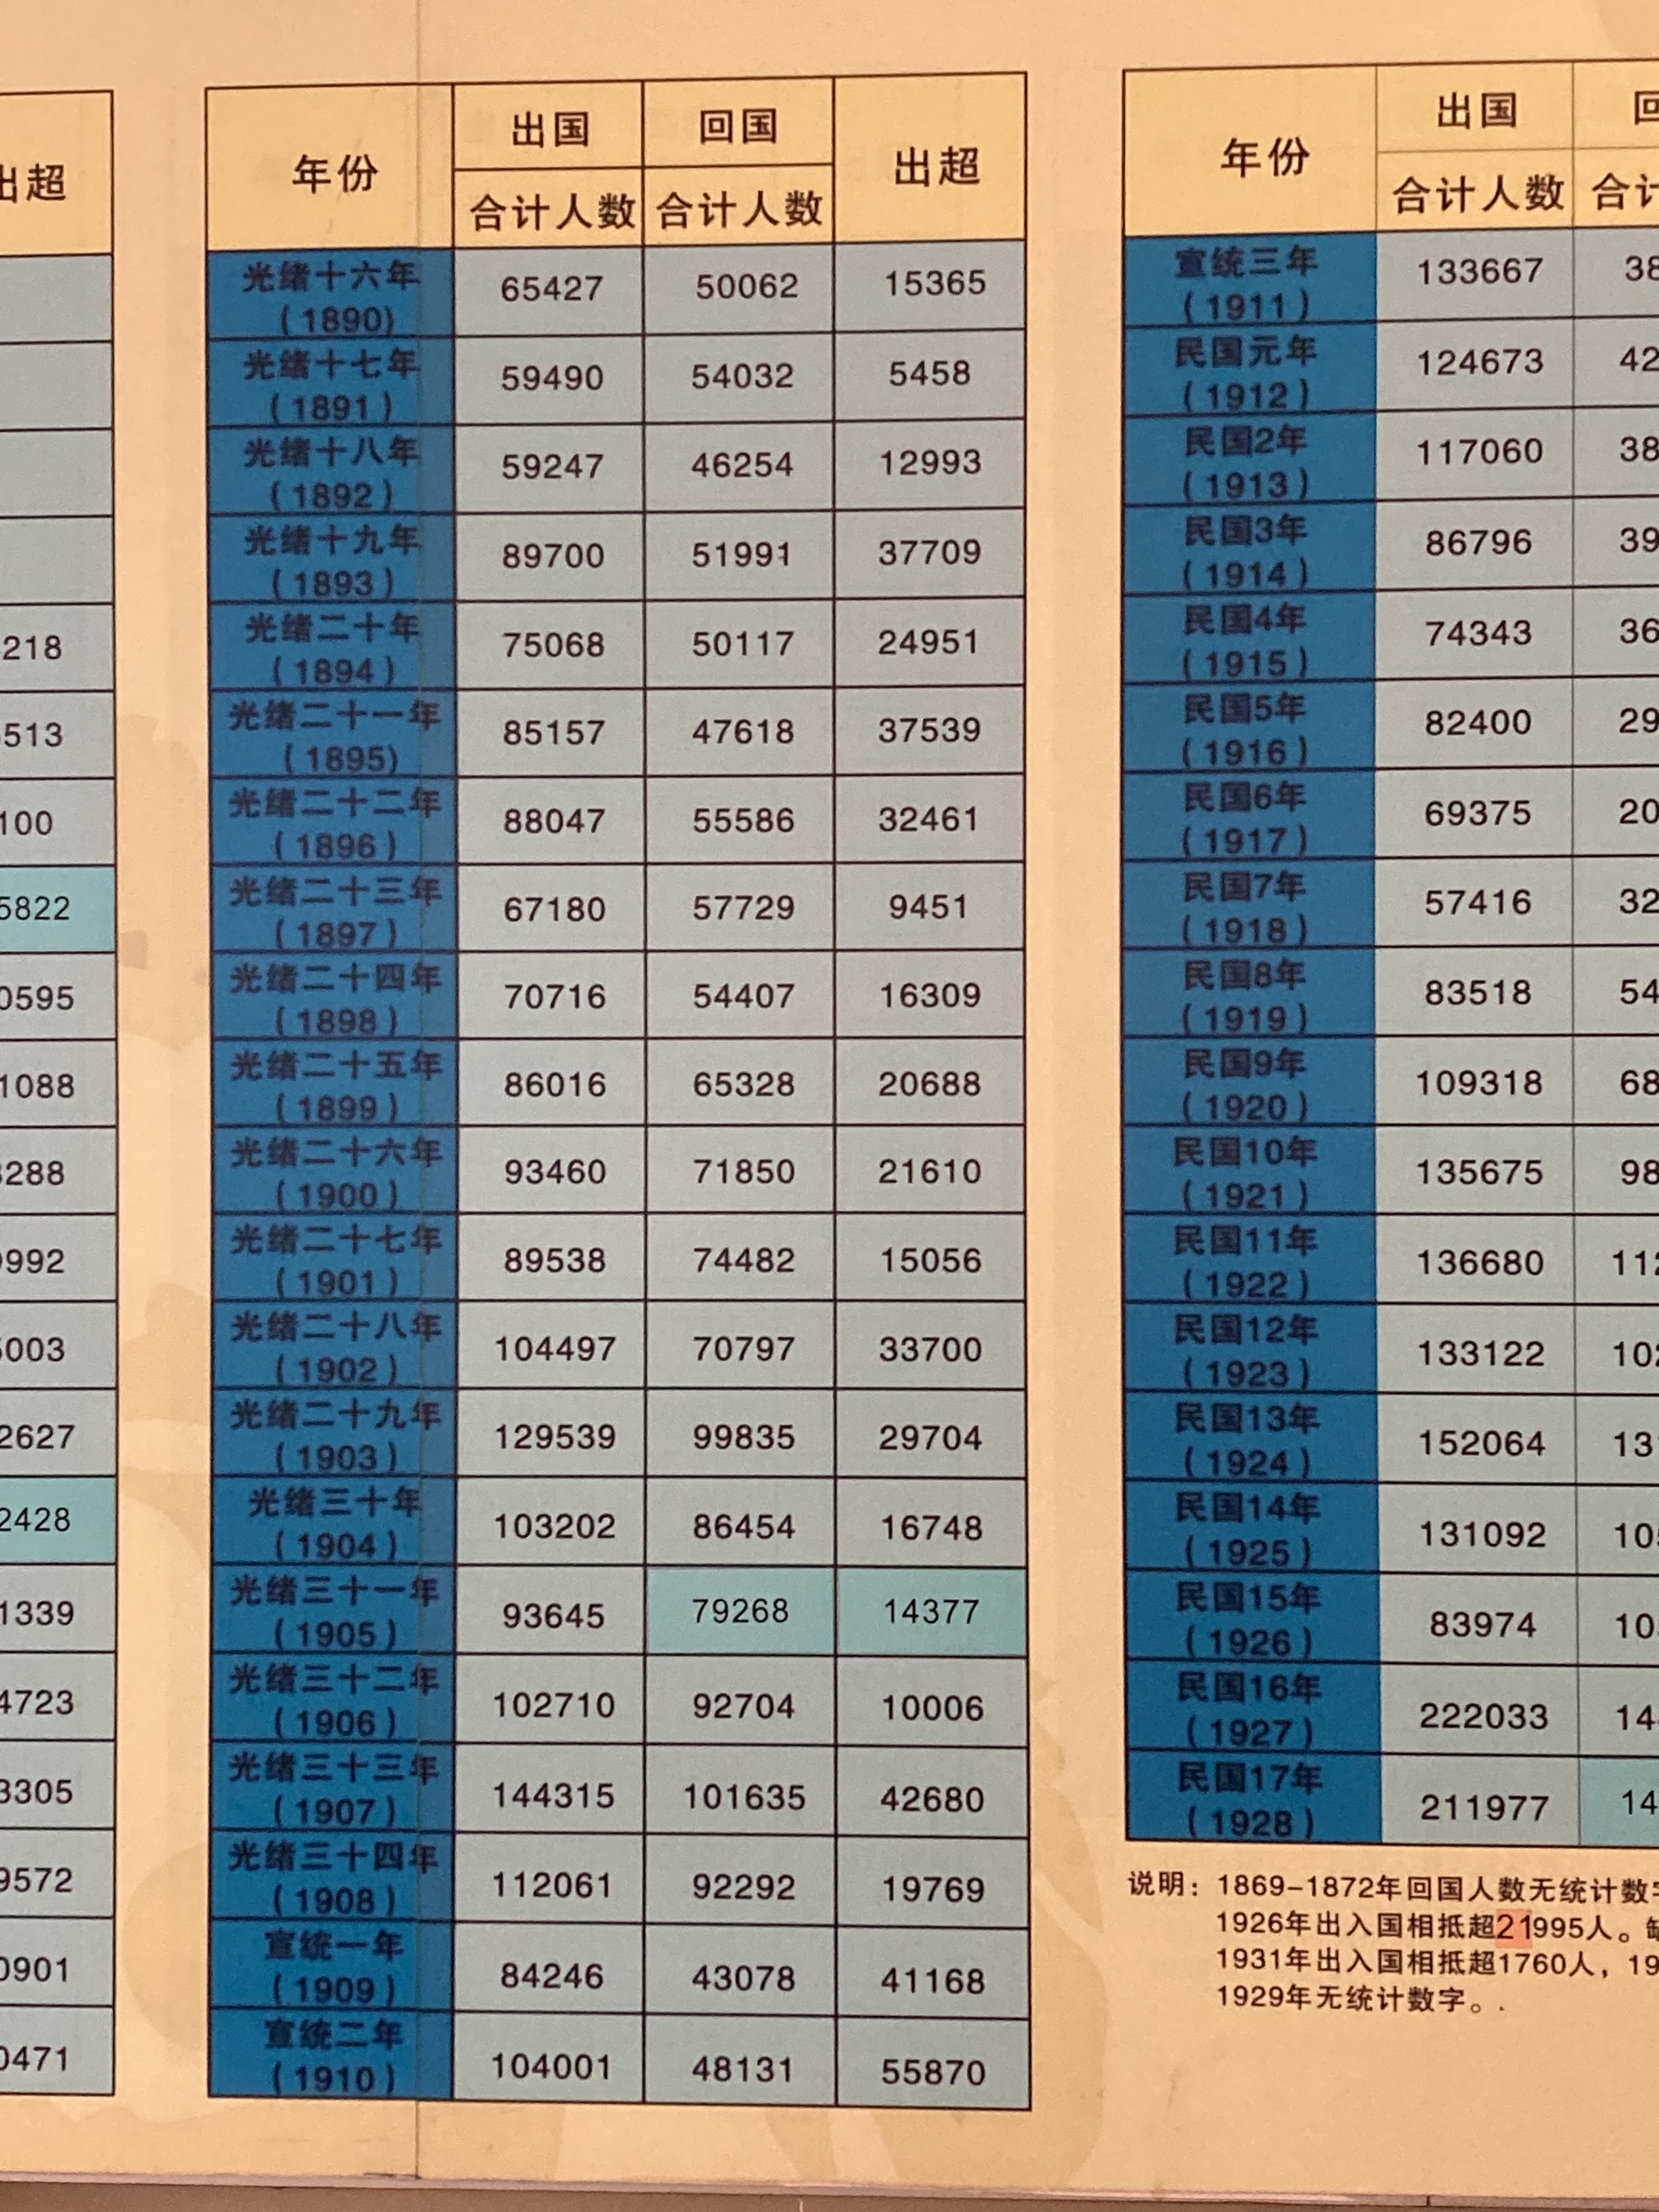 出超
218
513
100
5822
0595
1088
288
992
003
2627
2428
1339
4723
3305
9572
0901
0471
年份 出国 回国 出超
合计人数 合计人数
光绪十六年 65427 50062 15365
(1890)
光绪十七年 59490 54032 5458
(1891)
光绪十八年 59247 46254 12993
(1892)
光绪十九年 89700 51991 37709
(1893)
光绪二十年 75068 50117 24951
(1894)
光绪二十一年 85157 47618 37539
(1895)
光绪二十二年 88047 55586 32461
(1896)
光绪二十三年 67180 57729 9451
(1897)
光绪二十四年 70716 54407 16309
(1898)
光绪二十五年 86016 65328 20688
(1899)
光绪二十六年 93460 71850 21610
(1900)
光绪二十七年 89538 74482 15056
(1901)
光绪二十八年 104497 70797 33700
(1902)
光绪二十九年 129539 99835 29704
(1903)
光绪三十年 103202 86454 16748
(1904)
光绪三十一年 93645 79268 14377
(1905)
光绪三十二年 102710 92704 10006
(1906)
光绪三十三年 144315 101635 42680
(1907)
光绪三十四年 112061 92292 19769
(1908)
宣统一年 84246 43078 41168
(1909)
宣统二年 104001 48131 55870
(1910)
年份 出国 回
合计人数 合计
宣统三年 133667 38
(1911)
民国元年 124673 42
(1912)
民国2年 117060 38
(1913)
民国3年 86796 39
(1914)
民国4年 74343 36
(1915)
民国5年 82400 29
(1916)
民国6年 69375 20
(1917)
民国7年 57416 32
(1918)
民国8年 83518 54
(1919)
民国9年 109318 68
(1920)
民国10年 135675 98
(1921)
民国11年 136680 112
(1922)
民国12年 133122 102
(1923)
民国13年 152064 13
(1924)
民国14年 131092 105
(1925)
民国15年 83974 10
(1926)
民国16年 222033 14
(1927)
民国17年 211977 14
(1928)
说明：1869-1872年回国人数无统计数字
1926年出入国相抵超21995人。缺
1931年出入国相抵超1760人，19
1929年无统计数字。.